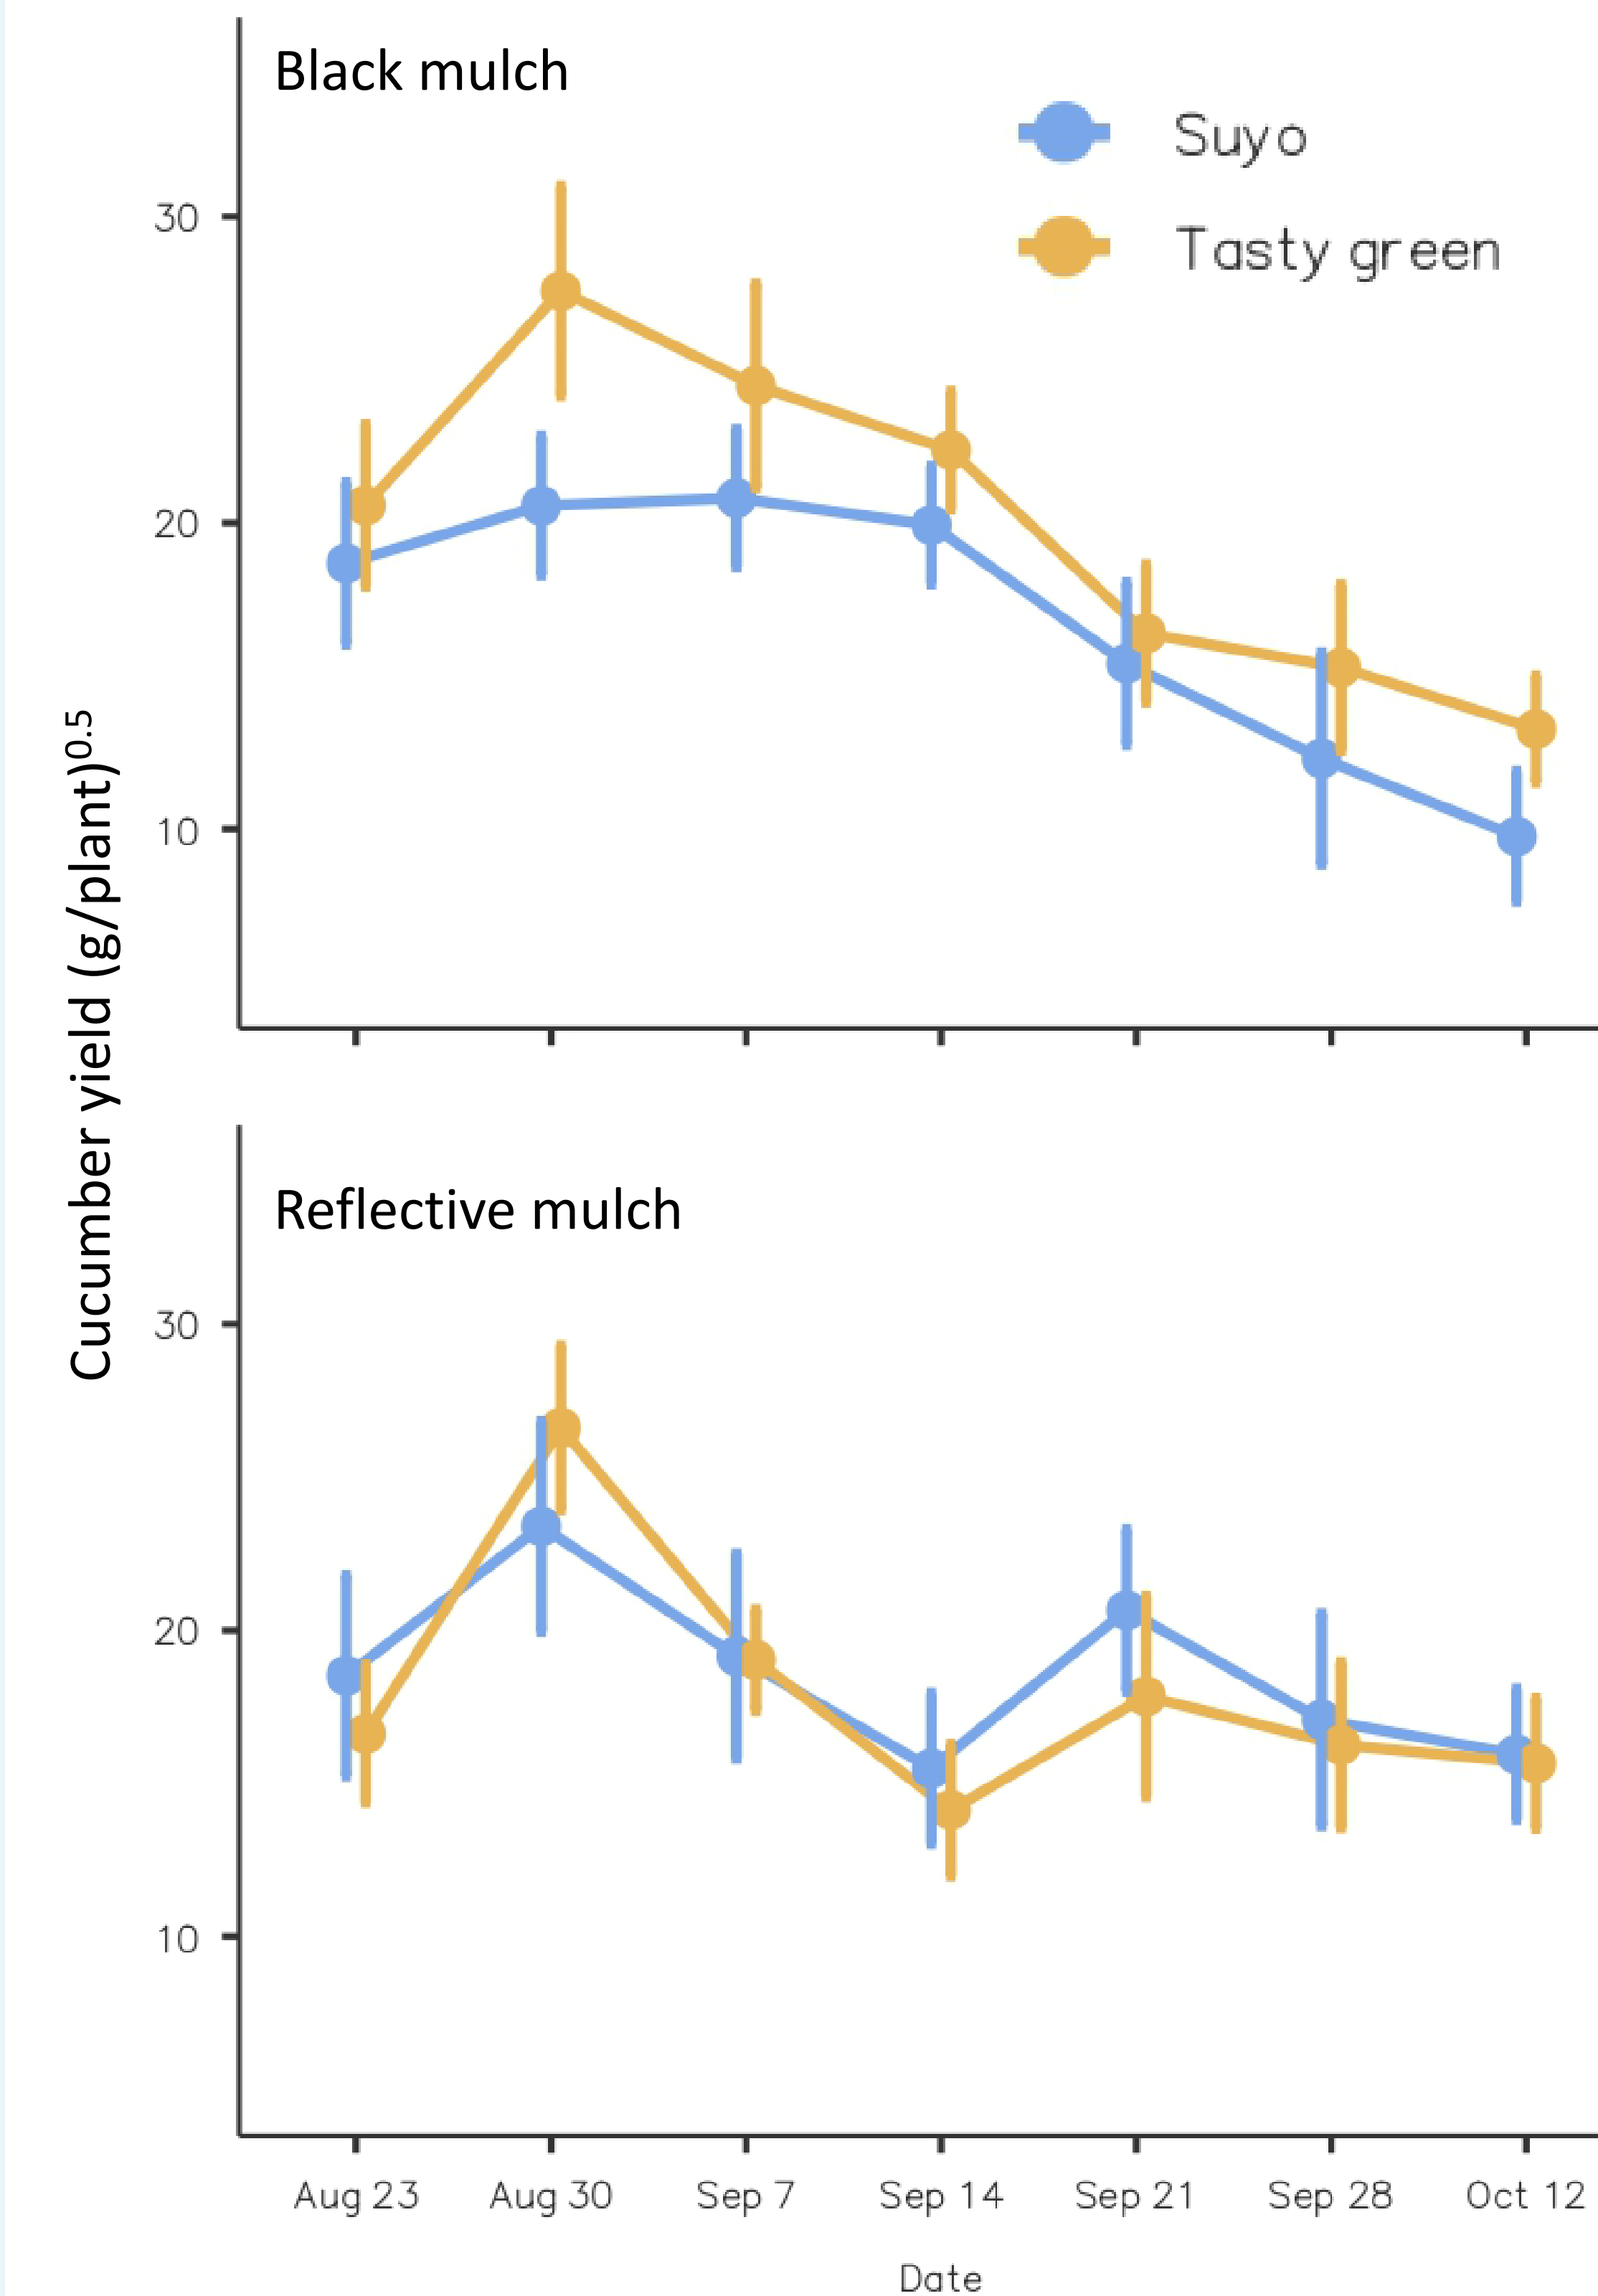 Black mulch
Suyo
Tasty green
30
20
10
Cucumber yield (g/plant)^0.5
Reflective mulch
30
20
10
Aug 23 Aug 30 Sep 7 Sep 14 Sep 21 Sep 28 Oct 12
Date